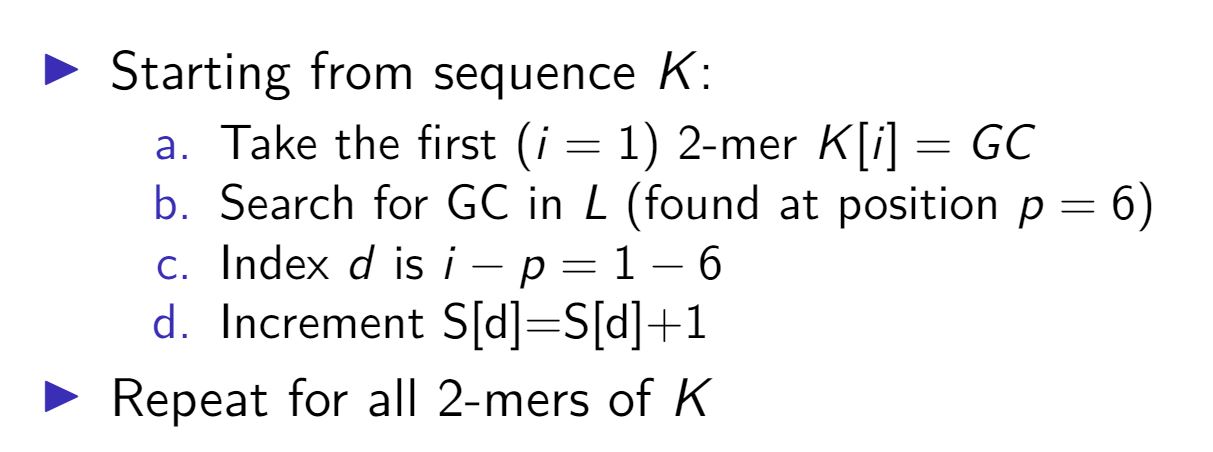 ▶ Starting from sequence K:
a. Take the first (i = 1) 2-mer K[i] = GC
b. Search for GC in L (found at position p = 6)
c. Index d is i − p = 1 − 6
d. Increment S[d]=S[d]+1
▶ Repeat for all 2-mers of K